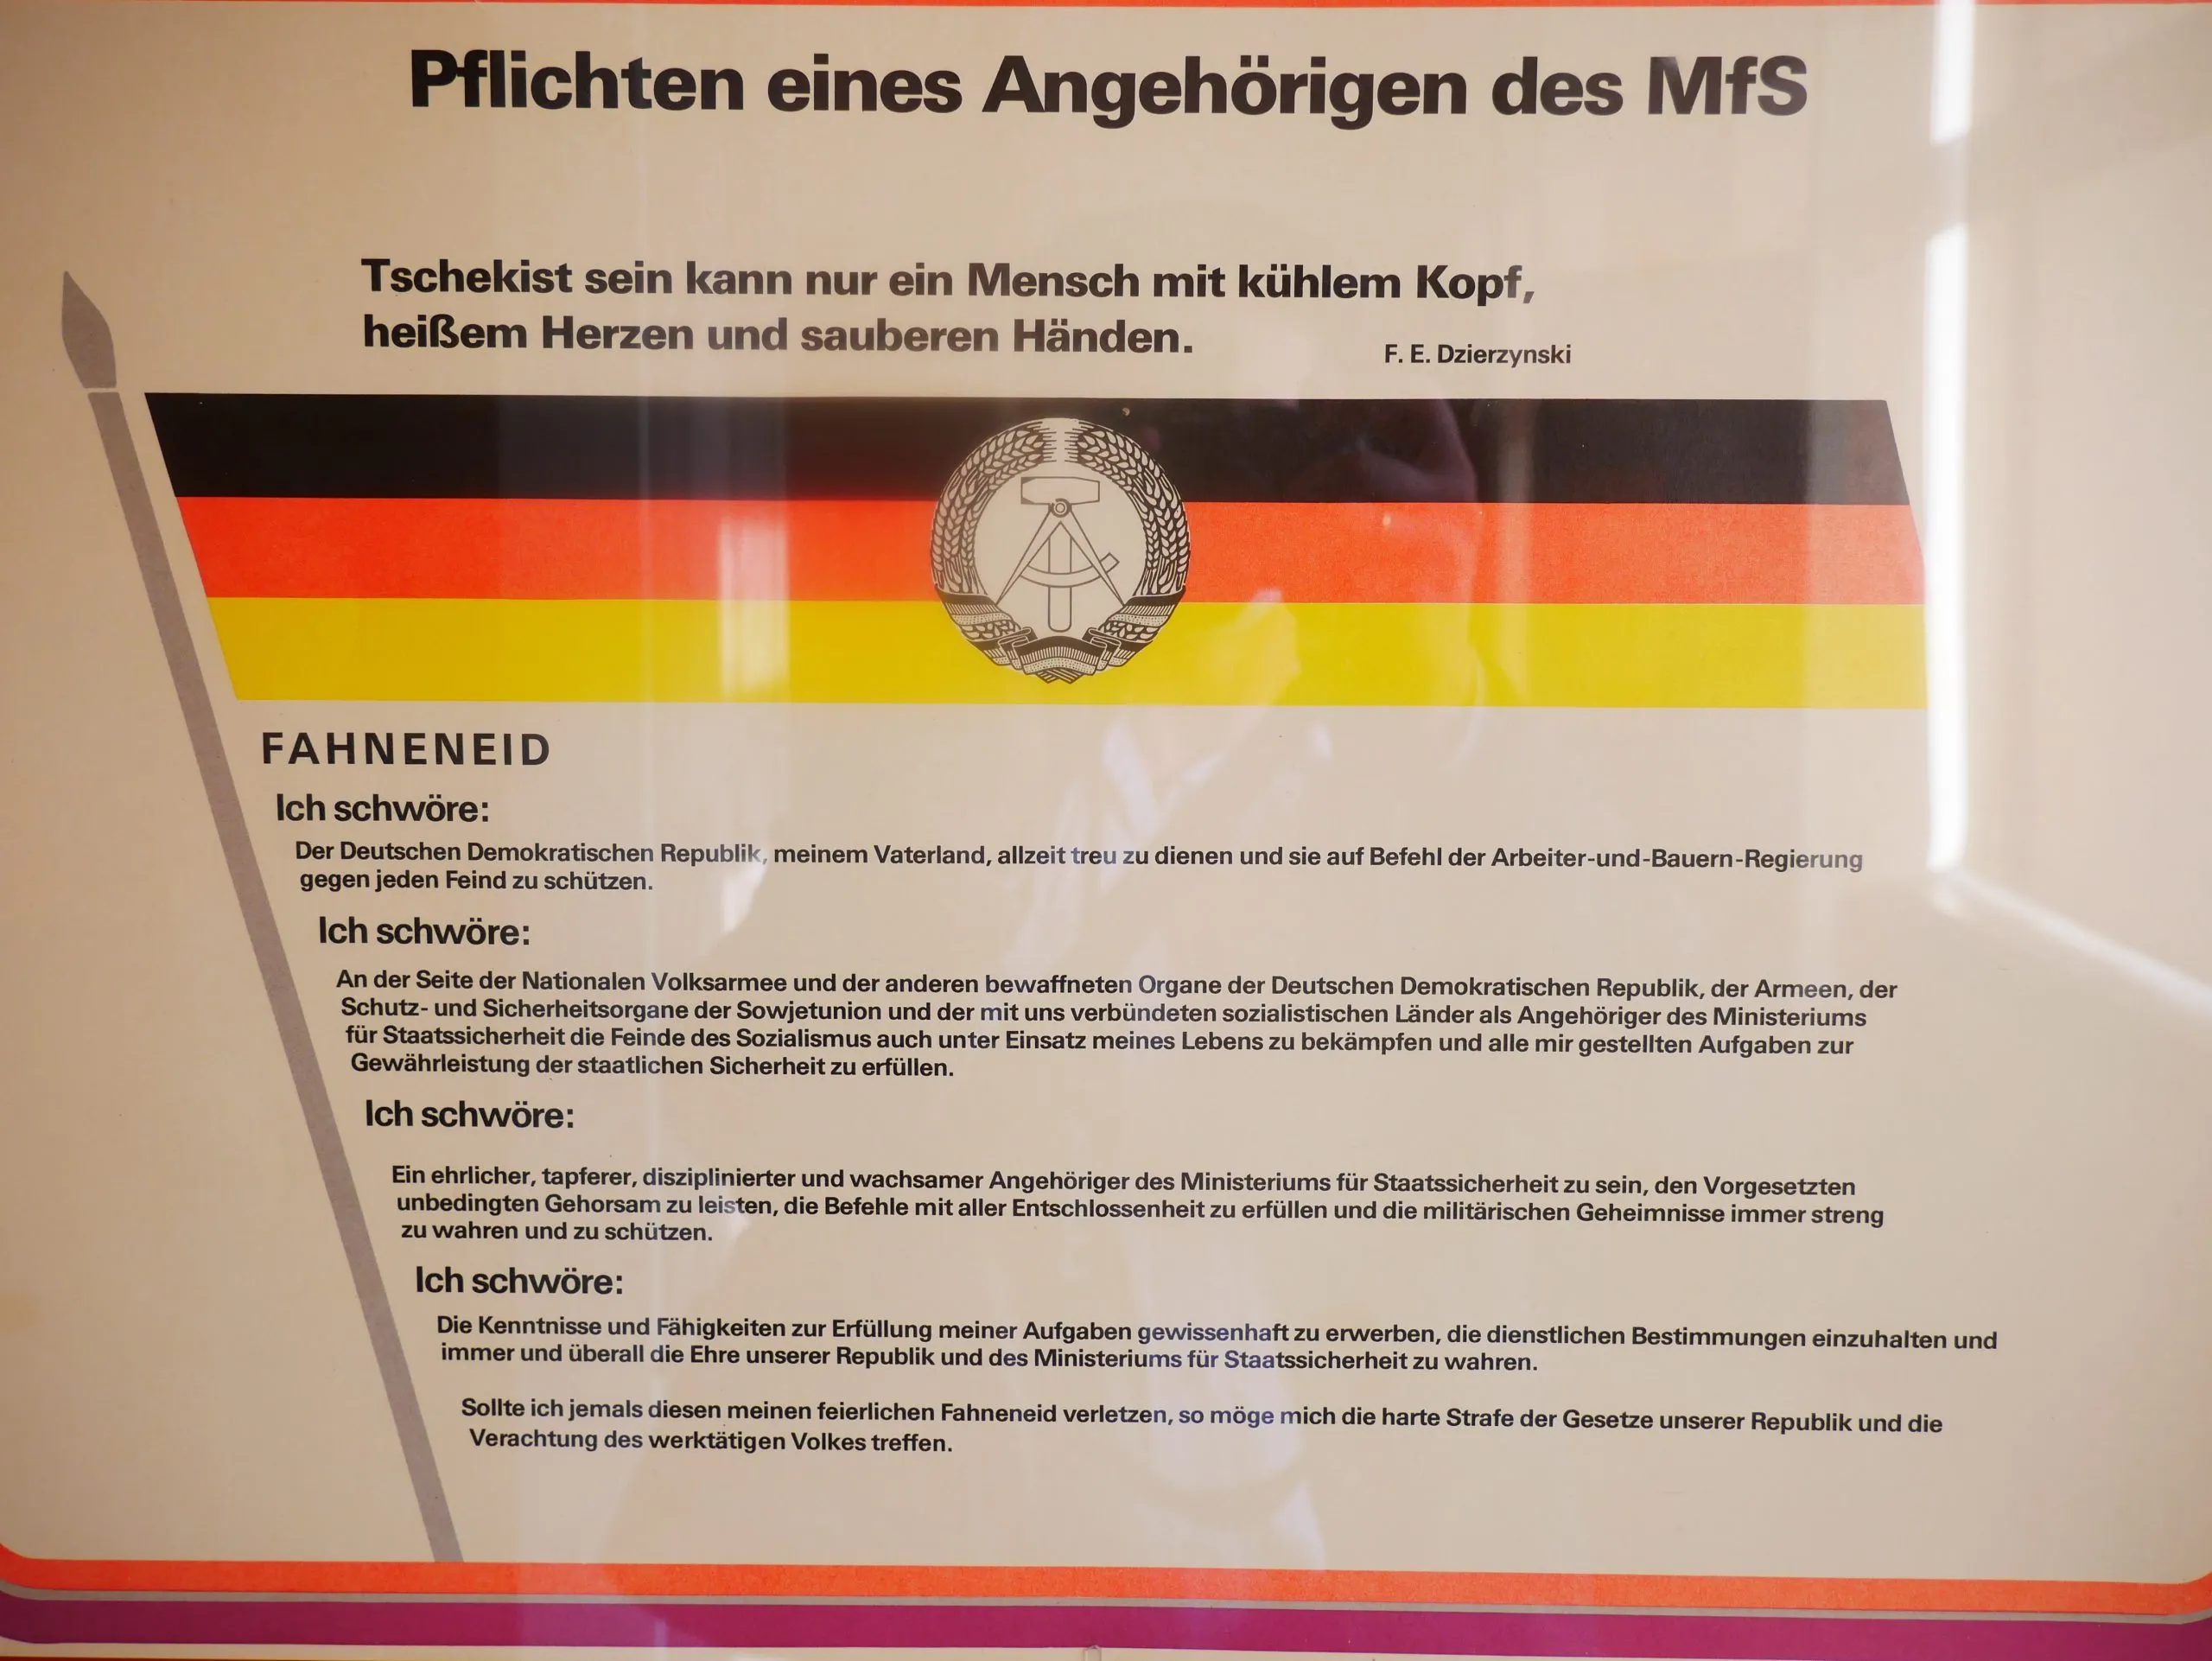 Pflichten eines Angehörigen des MfS
Tschekist sein kann nur ein Mensch mit kühlem Kopf,
heißem Herzen und sauberen Händen.
F. E. Dzierzynski
FAHNENEID
Ich schwöre:
Der Deutschen Demokratischen Republik, meinem Vaterland, allzeit treu zu dienen und sie auf Befehl der Arbeiter-und-Bauern-Regierung
gegen jeden Feind zu schützen.
Ich schwöre:
An der Seite der Nationalen Volksarmee und der anderen bewaffneten Organe der Deutschen Demokratischen Republik, der Armeen, der
Schutz- und Sicherheitsorgane der Sowjetunion und der mit uns verbündeten sozialistischen Länder als Angehöriger des Ministeriums
für Staatssicherheit die Feinde des Sozialismus auch unter Einsatz meines Lebens zu bekämpfen und alle mir gestellten Aufgaben zur
Gewährleistung der staatlichen Sicherheit zu erfüllen.
Ich schwöre:
Ein ehrlicher, tapferer, disziplinierter und wachsamer Angehöriger des Ministeriums für Staatssicherheit zu sein, den Vorgesetzten
unbedingten Gehorsam zu leisten, die Befehle mit aller Entschlossenheit zu erfüllen und die militärischen Geheimnisse immer streng
zu wahren und zu schützen.
Ich schwöre:
Die Kenntnisse und Fähigkeiten zur Erfüllung meiner Aufgaben gewissenhaft zu erwerben, die dienstlichen Bestimmungen einzuhalten und
immer und überall die Ehre unserer Republik und des Ministeriums für Staatssicherheit zu wahren.
Sollte ich jemals diesen meinen feierlichen Fahneneid verletzen, so möge mich die harte Strafe der Gesetze unserer Republik und die
Verachtung des werktätigen Volkes treffen.